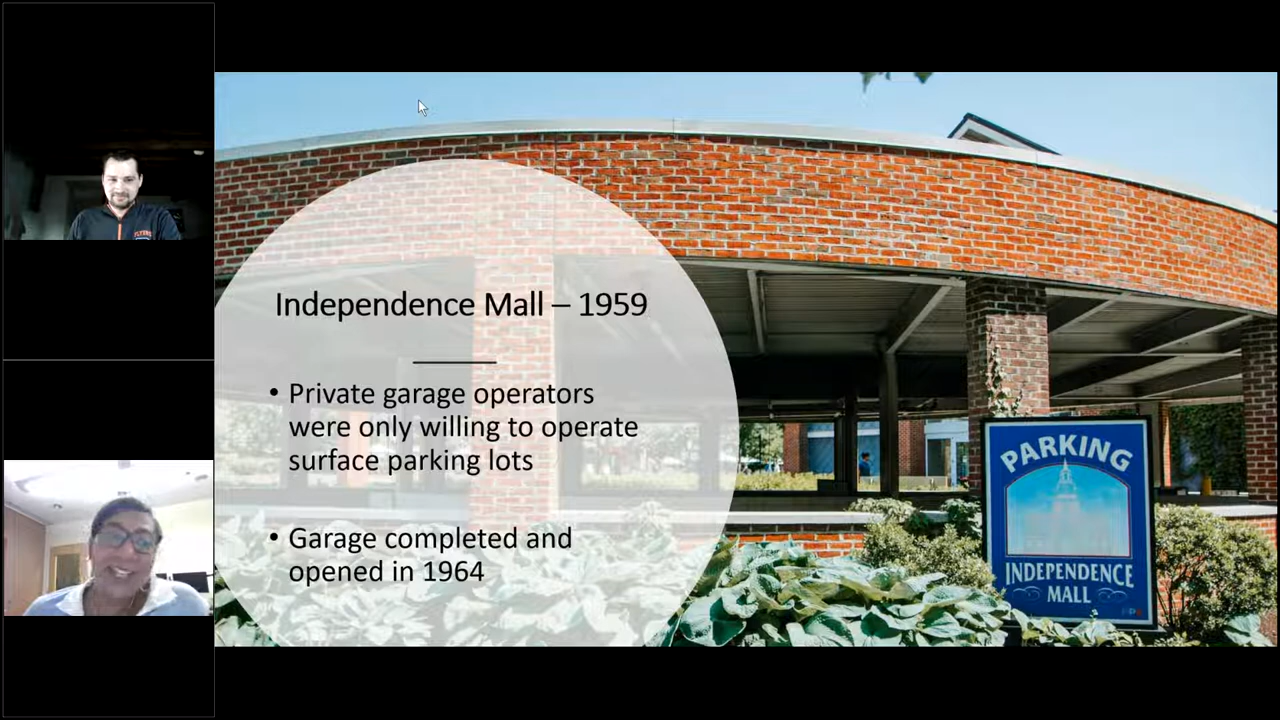 FLYERS
Independence Mall – 1959
• Private garage operators
were only willing to operate
surface parking lots
• Garage completed and
opened in 1964
PARKING
INDEPENDENCE
MALL